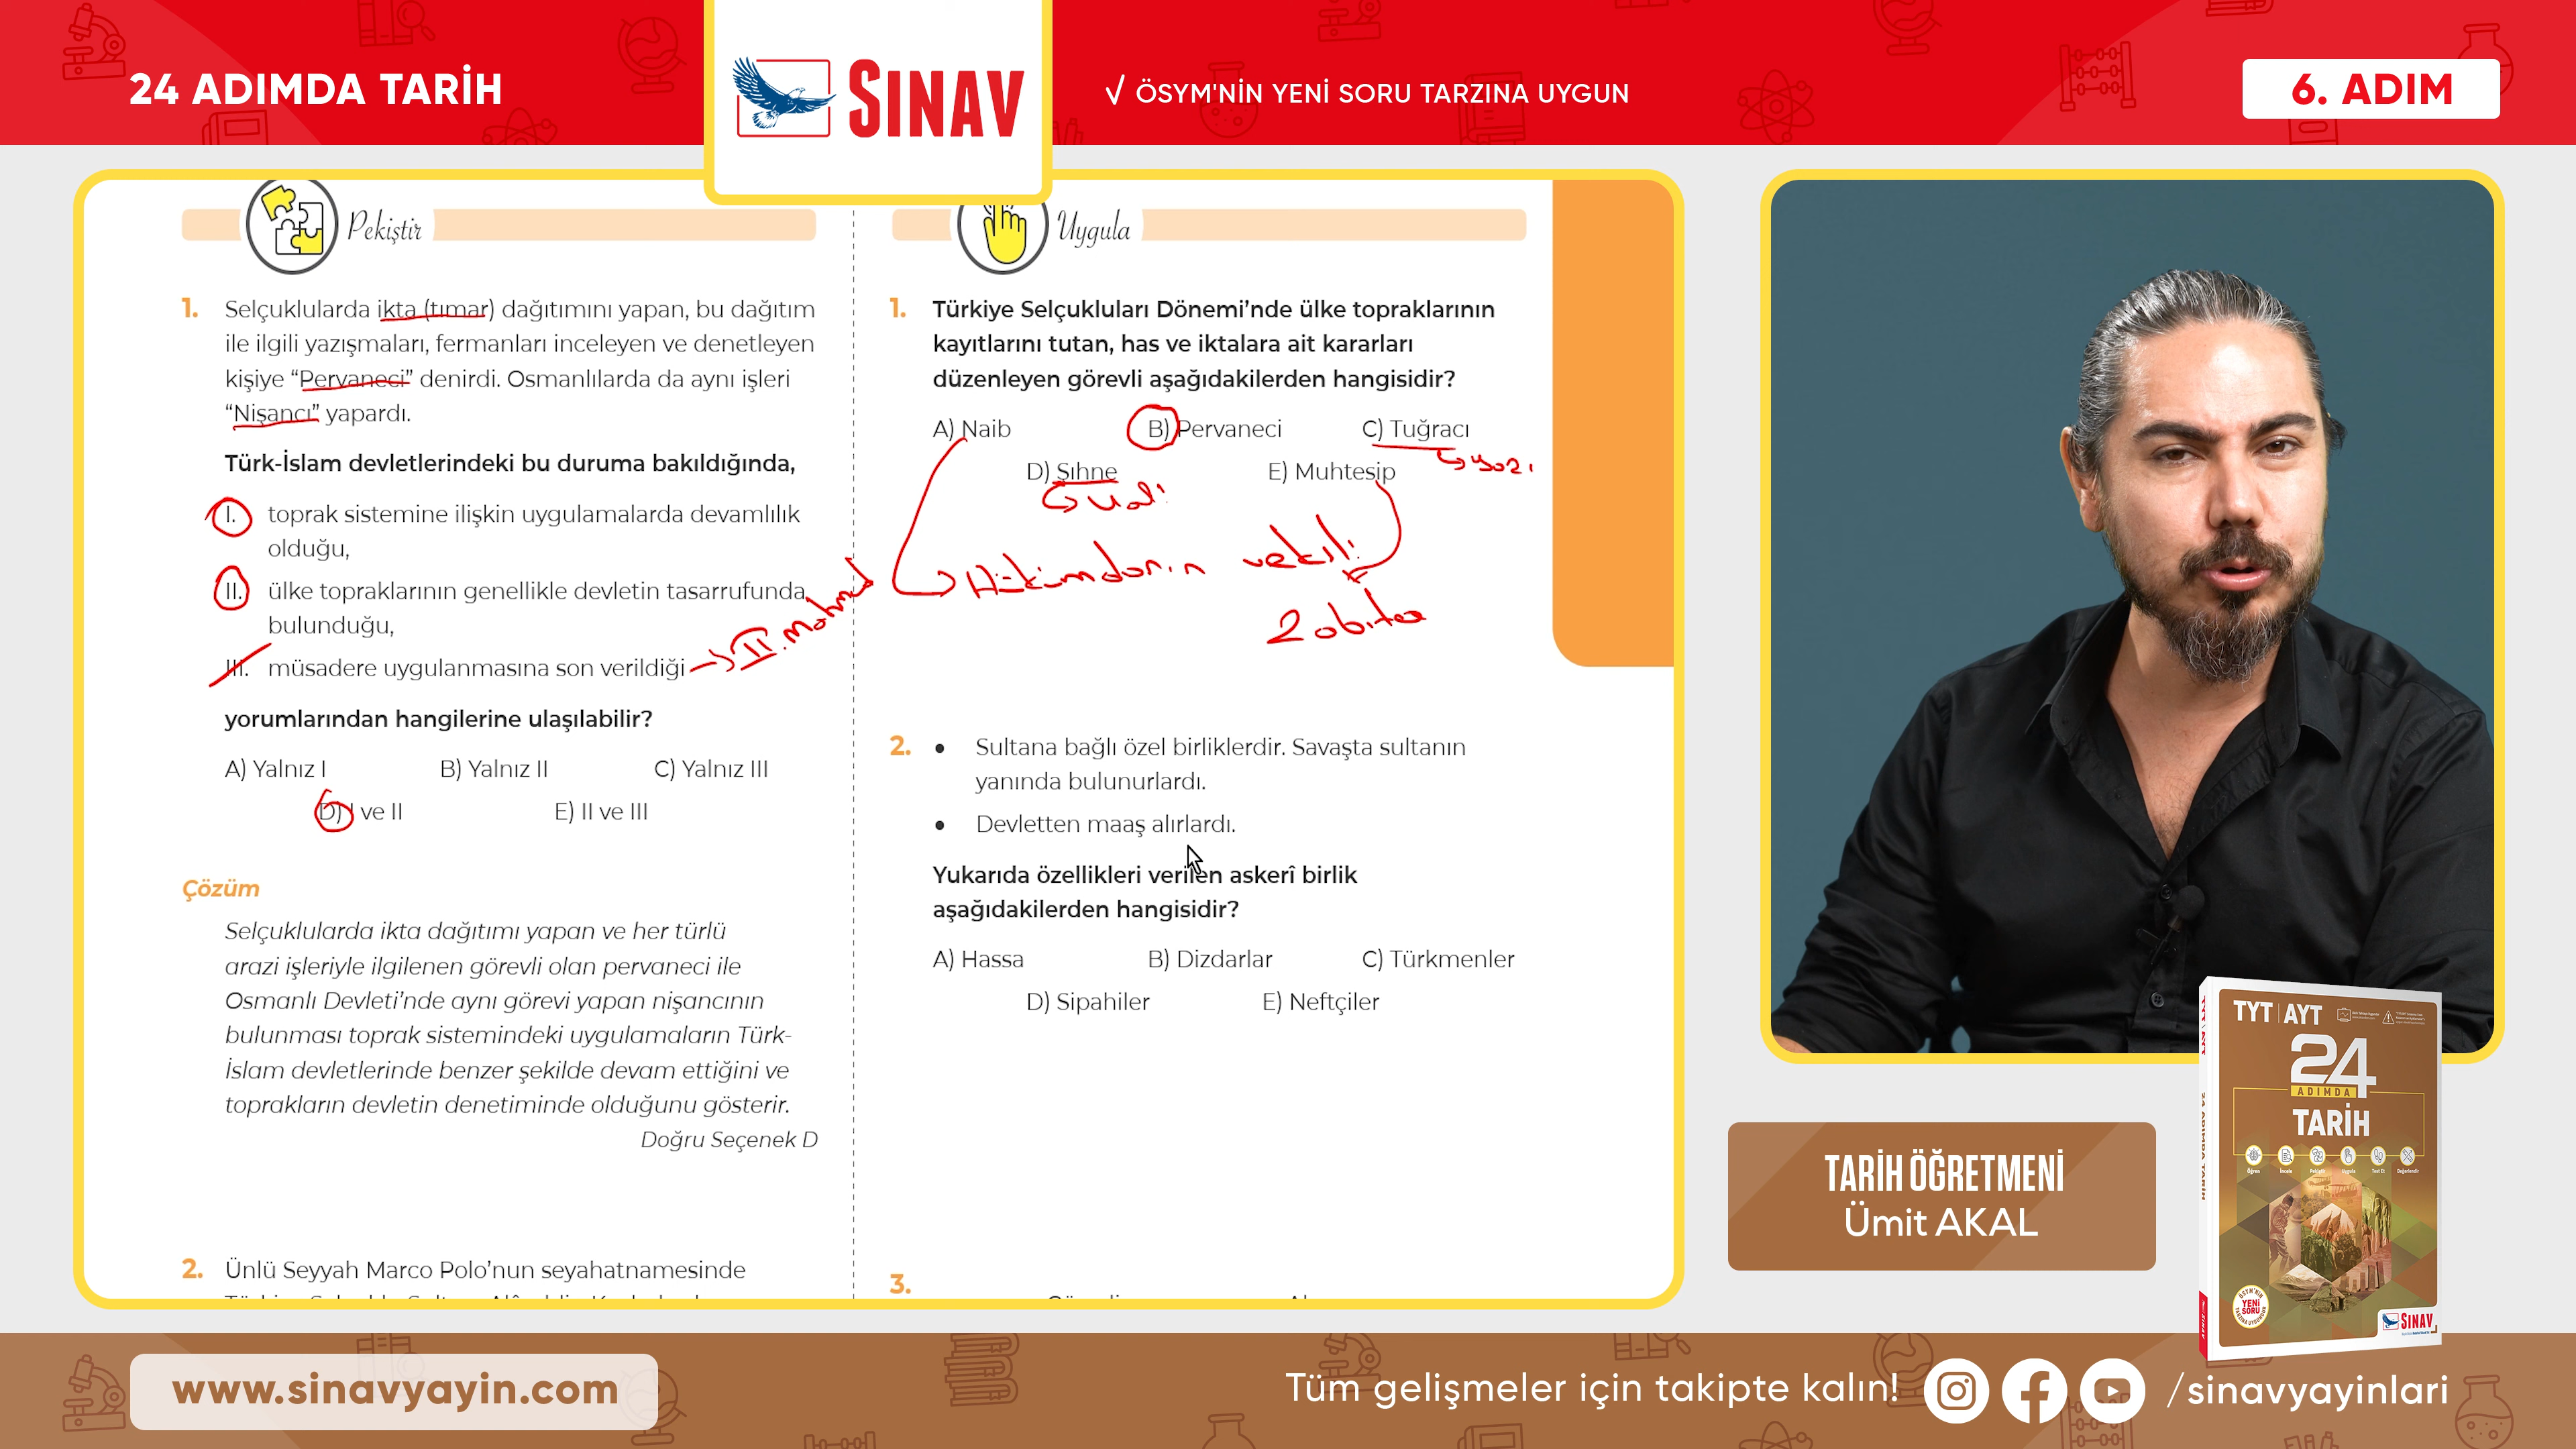 24 ADIMDA TARİH
SINAV
√ ÖSYM'NİN YENİ SORU TARZINA UYGUN
6. ADIM
Pekiştir
1. Selçuklularda ikta (tımar) dağıtımını yapan, bu dağıtım
ile ilgili yazışmaları, fermanları inceleyen ve denetleyen
kişiye “Pervaneci” denirdi. Osmanlılarda da aynı işleri
“Nişancı” yapardı.
Türk-İslam devletlerindeki bu duruma bakıldığında,
I. toprak sistemine ilişkin uygulamalarda devamlılık
olduğu,
II. ülke topraklarının genellikle devletin tasarrufunda
bulunduğu,
III. müsadere uygulanmasına son verildiği → II. Mahmud
yorumlarından hangilerine ulaşılabilir?
A) Yalnız I B) Yalnız II C) Yalnız III
D) I ve II E) II ve III
Çözüm
Selçuklularda ikta dağıtımı yapan ve her türlü
arazi işleriyle ilgilenen görevli olan pervaneci ile
Osmanlı Devleti’nde aynı görevi yapan nişancının
bulunması toprak sistemindeki uygulamaların Türk-
İslam devletlerinde benzer şekilde devam ettiğini ve
toprakların devletin denetiminde olduğunu gösterir.
Doğru Seçenek D
2. Ünlü Seyyah Marco Polo’nun seyahatnamesinde
Uygula
1. Türkiye Selçukluları Dönemi’nde ülke topraklarının
kayıtlarını tutan, has ve iktalara ait kararları
düzenleyen görevli aşağıdakilerden hangisidir?
A) Naib B) Pervaneci C) Tuğracı
yazı
D) Şıhne E) Muhtesip
vali
Hükümdarın vekili
zabıta
2. • Sultana bağlı özel birliklerdir. Savaşta sultanın
yanında bulunurlardı.
• Devletten maaş alırlardı.
Yukarıda özellikleri verilen askerî birlik
aşağıdakilerden hangisidir?
A) Hassa B) Dizdarlar C) Türkmenler
D) Sipahiler E) Neftçiler
3.
TARİH ÖĞRETMENİ
Ümit AKAL
TYT | AYT
24
ADIMDA
TARİH
YENİ
SORU
SINAV
www.sinavyayin.com
Tüm gelişmeler için takipte kalın!
/sinavyayinlari